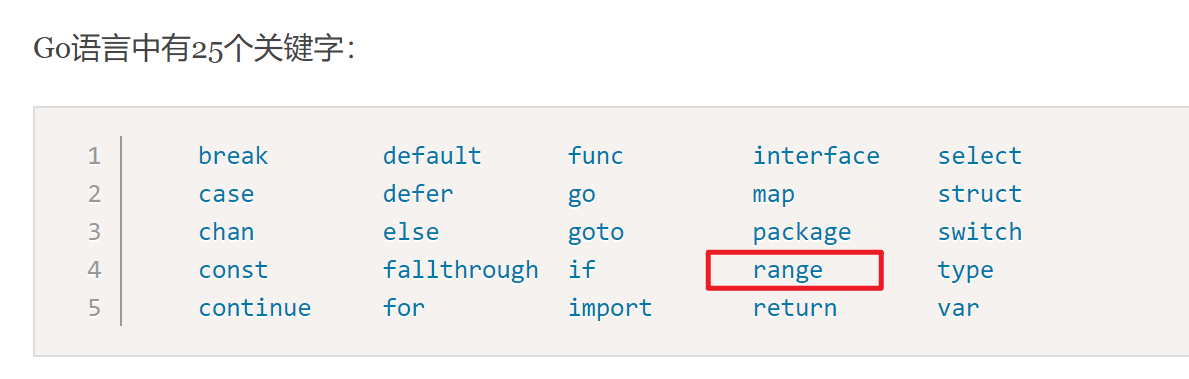 Go语言中有25个关键字：
1 break default func interface select
2 case defer go map struct
3 chan else goto package switch
4 const fallthrough if range type
5 continue for import return var